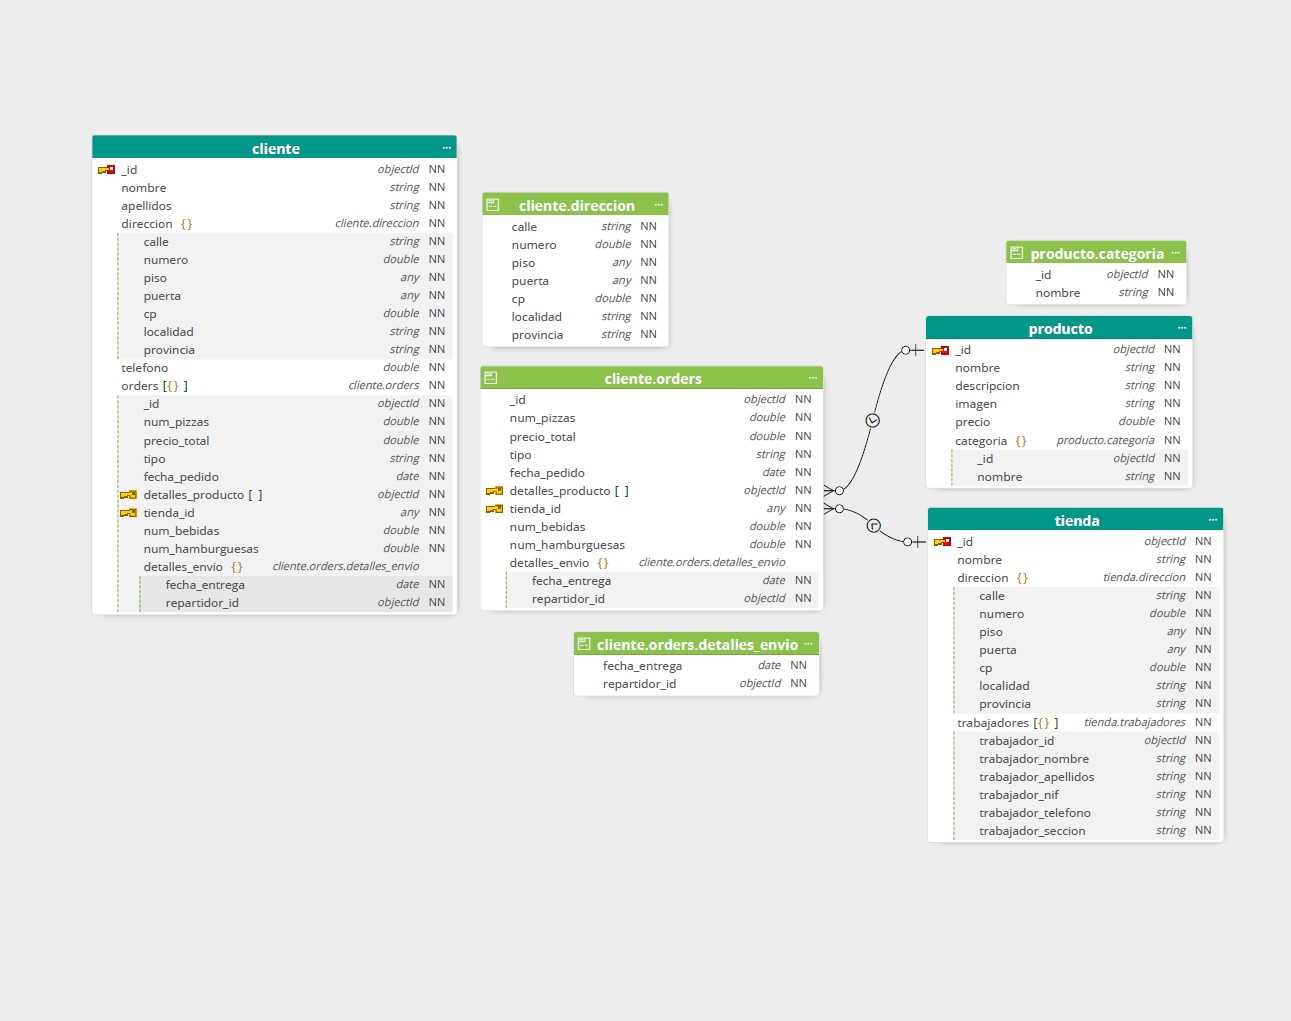 cliente ...
_id objectId NN
nombre string NN
apellidos string NN
direccion {} cliente.direccion NN
calle string NN
numero double NN
piso any NN
puerta any NN
cp double NN
localidad string NN
provincia string NN
telefono double NN
orders [{} ] cliente.orders NN
_id objectId NN
num_pizzas double NN
precio_total double NN
tipo string NN
fecha_pedido date NN
detalles_producto [ ] objectId NN
tienda_id any NN
num_bebidas double NN
num_hamburguesas double NN
detalles_envio {} cliente.orders.detalles_envio NN
fecha_entrega date NN
repartidor_id objectId NN
cliente.direccion ...
calle string NN
numero double NN
piso any NN
puerta any NN
cp double NN
localidad string NN
provincia string NN
cliente.orders ...
_id objectId NN
num_pizzas double NN
precio_total double NN
tipo string NN
fecha_pedido date NN
detalles_producto [ ] objectId NN
tienda_id any NN
num_bebidas double NN
num_hamburguesas double NN
detalles_envio {} cliente.orders.detalles_envio NN
fecha_entrega date NN
repartidor_id objectId NN
cliente.orders.detalles_envio ...
fecha_entrega date NN
repartidor_id objectId NN
producto.categoria ...
_id objectId NN
nombre string NN
producto ...
_id objectId NN
nombre string NN
descripcion string NN
imagen string NN
precio double NN
categoria {} producto.categoria NN
_id objectId NN
nombre string NN
tienda ...
_id objectId NN
nombre string NN
direccion {} tienda.direccion NN
calle string NN
numero double NN
piso any NN
puerta any NN
cp double NN
localidad string NN
provincia string NN
trabajadores [{} ] tienda.trabajadores NN
trabajador_id objectId NN
trabajador_nombre string NN
trabajador_apellidos string NN
trabajador_nif string NN
trabajador_telefono string NN
trabajador_seccion string NN